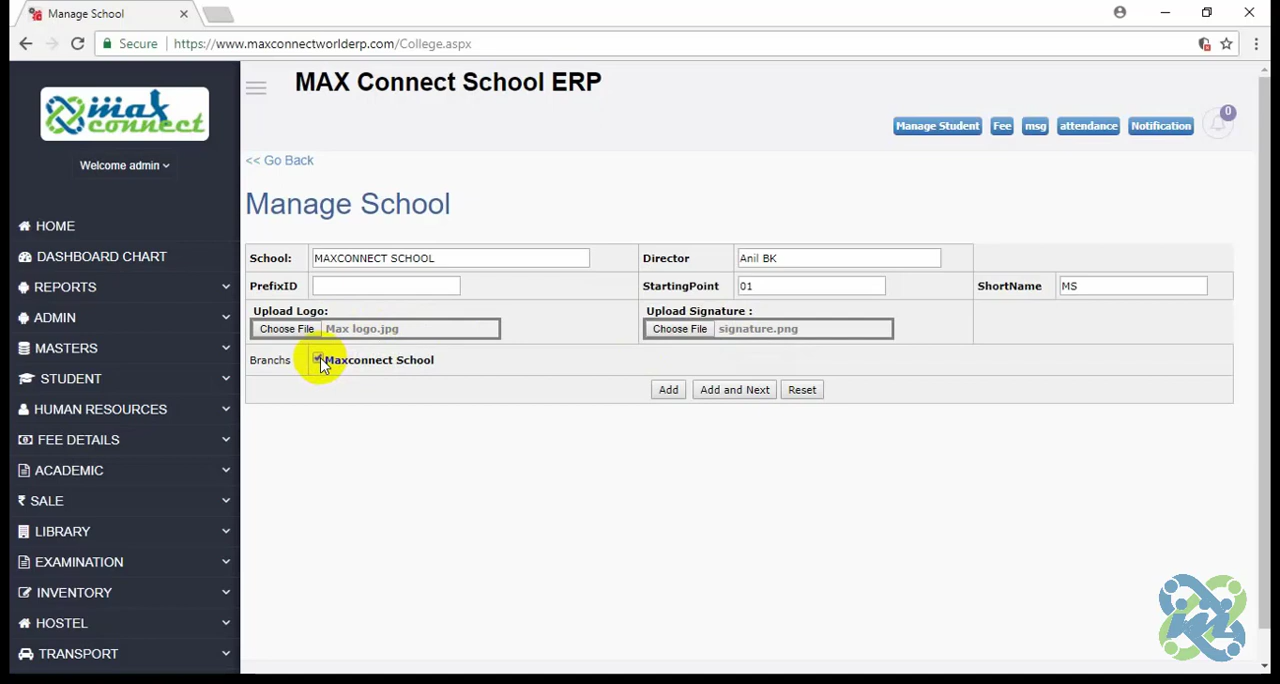 Manage School
Secure https://www.maxconnectworlderp.com/College.aspx
max connect
MAX Connect School ERP
Manage Student Fee msg attendance Notification 0
Welcome admin
<< Go Back
Manage School
HOME
DASHBOARD CHART
REPORTS
ADMIN
MASTERS
STUDENT
HUMAN RESOURCES
FEE DETAILS
ACADEMIC
₹ SALE
LIBRARY
EXAMINATION
INVENTORY
HOSTEL
TRANSPORT
School: MAXCONNECT SCHOOL Director Anil BK
PrefixID StartingPoint 01 ShortName MS
Upload Logo: Upload Signature :
Choose File Max logo.jpg Choose File signature.png
Branchs Maxconnect School
Add Add and Next Reset